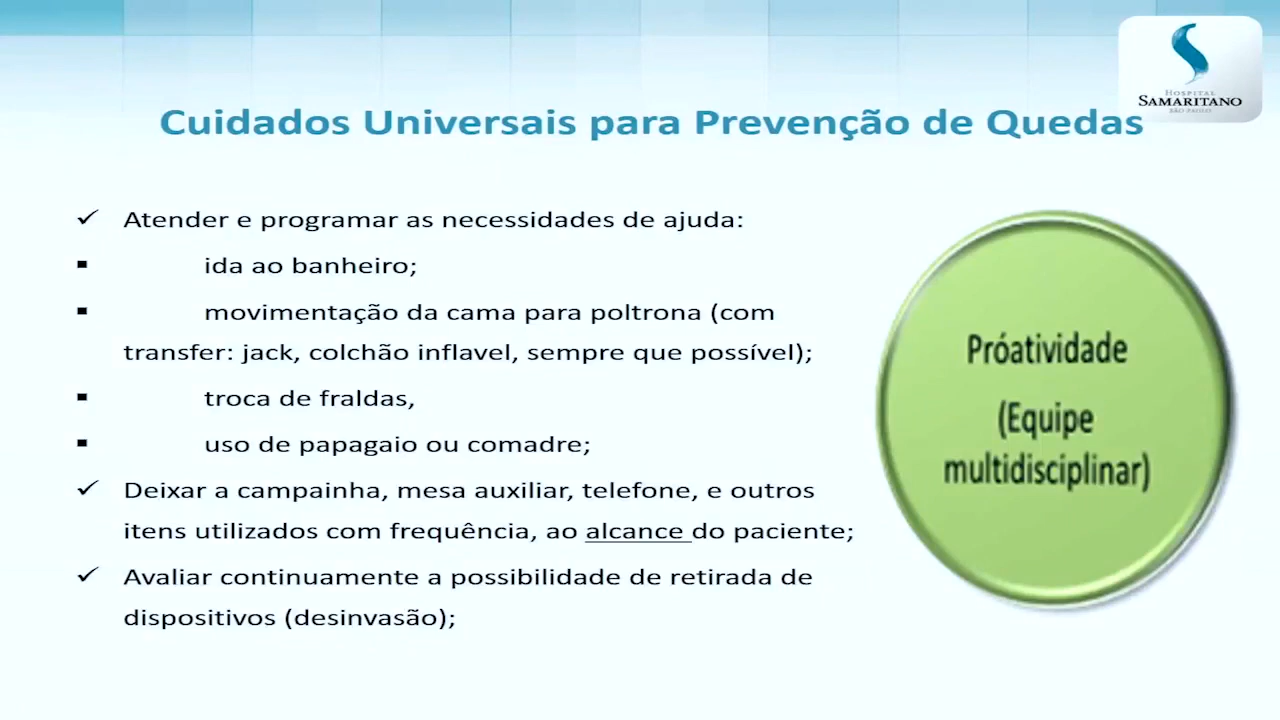 HOSPITAL
SAMARITANO
SÃO PAULO
Cuidados Universais para Prevenção de Quedas
✓ Atender e programar as necessidades de ajuda:
▪ ida ao banheiro;
▪ movimentação da cama para poltrona (com
transfer: jack, colchão inflavel, sempre que possível);
▪ troca de fraldas,
▪ uso de papagaio ou comadre;
✓ Deixar a campainha, mesa auxiliar, telefone, e outros
itens utilizados com frequência, ao alcance do paciente;
✓ Avaliar continuamente a possibilidade de retirada de
dispositivos (desinvasão);
Próatividade
(Equipe
multidisciplinar)